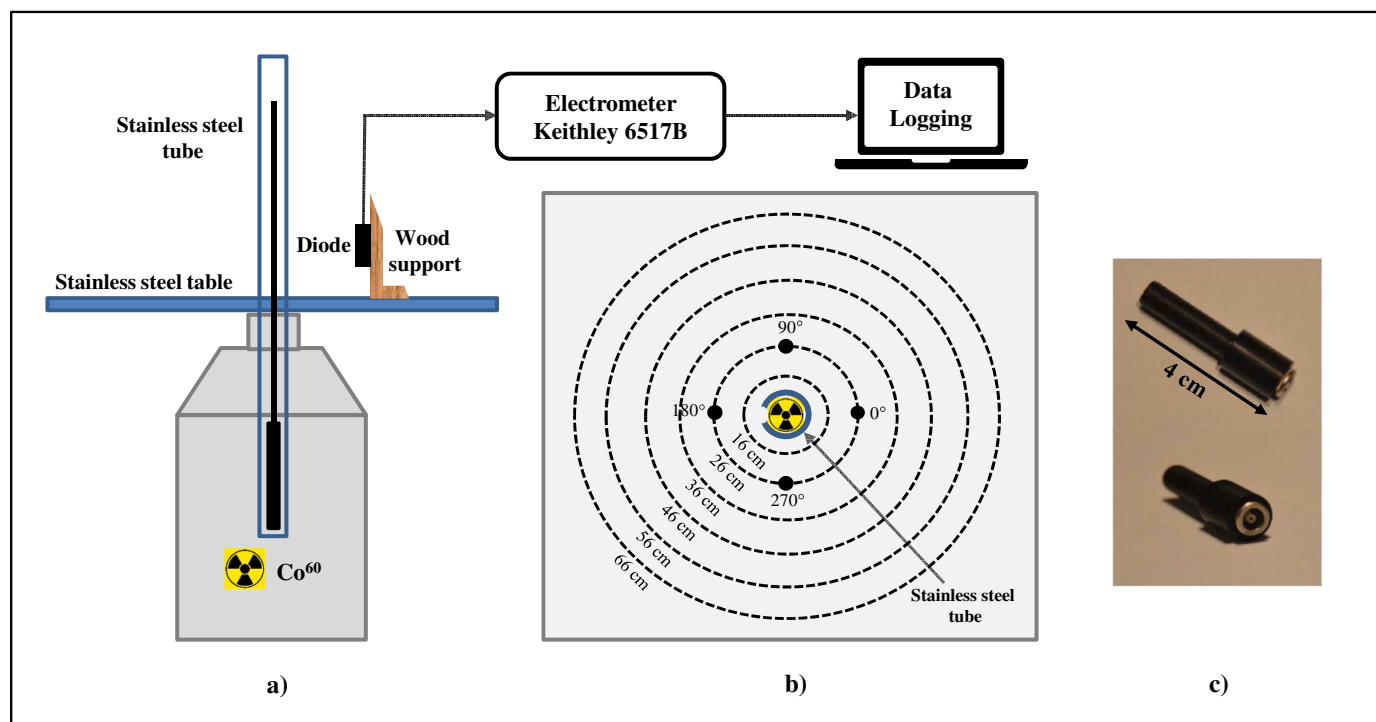 Stainless steel
tube
Electrometer
Keithley 6517B
Data
Logging
Diode
Wood
support
Stainless steel table
Co⁶⁰
a)
90°
180°
0°
270°
16 cm
26 cm
36 cm
46 cm
56 cm
66 cm
Stainless steel
tube
b)
4 cm
c)